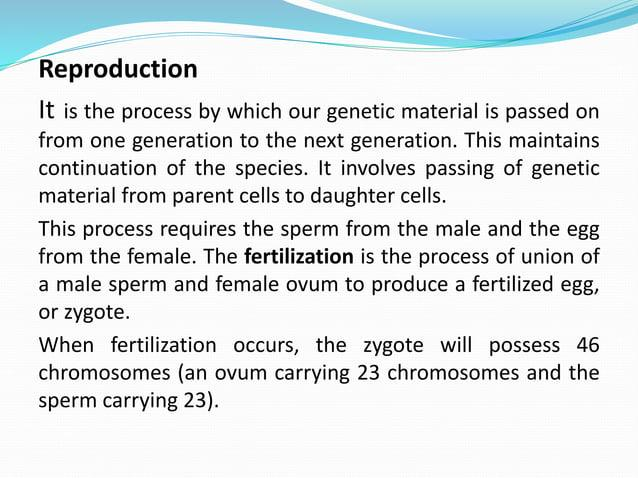 Reproduction
It is the process by which our genetic material is passed on
from one generation to the next generation. This maintains
continuation of the species. It involves passing of genetic
material from parent cells to daughter cells.
This process requires the sperm from the male and the egg
from the female. The fertilization is the process of union of
a male sperm and female ovum to produce a fertilized egg,
or zygote.
When fertilization occurs, the zygote will possess 46
chromosomes (an ovum carrying 23 chromosomes and the
sperm carrying 23).